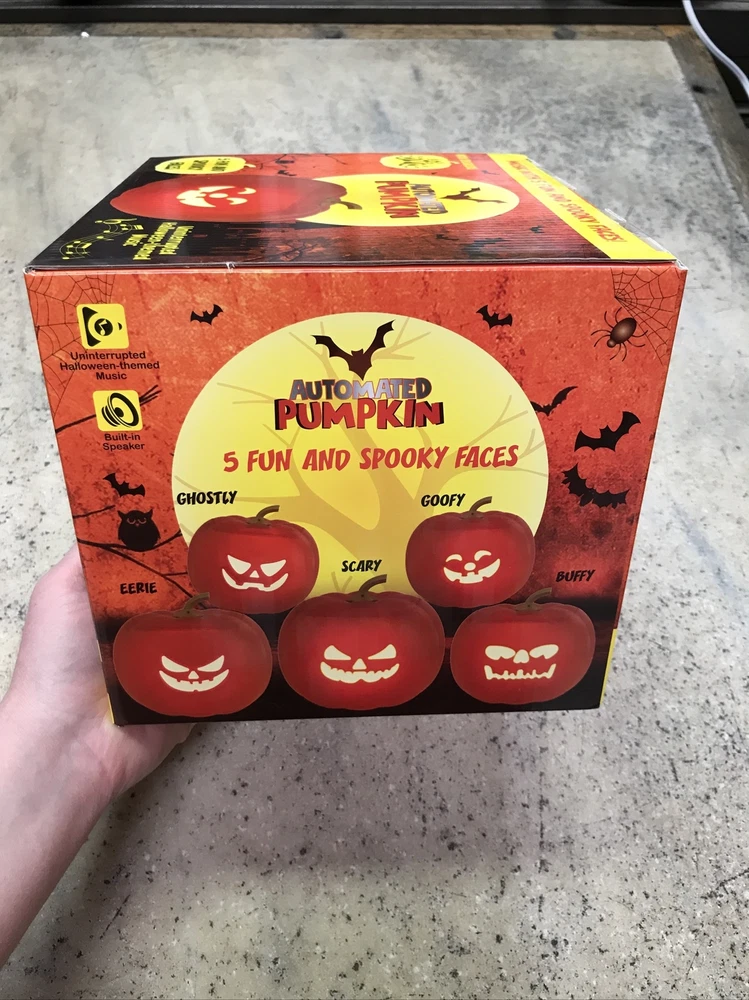 AUTOMATED
PUMPKIN
Uninterrupted
Halloween-themed
Music
Built-in
Speaker
AUTOMATED
PUMPKIN
5 FUN AND SPOOKY FACES
GHOSTLY
GOOFY
SCARY
EERIE
BUFFY